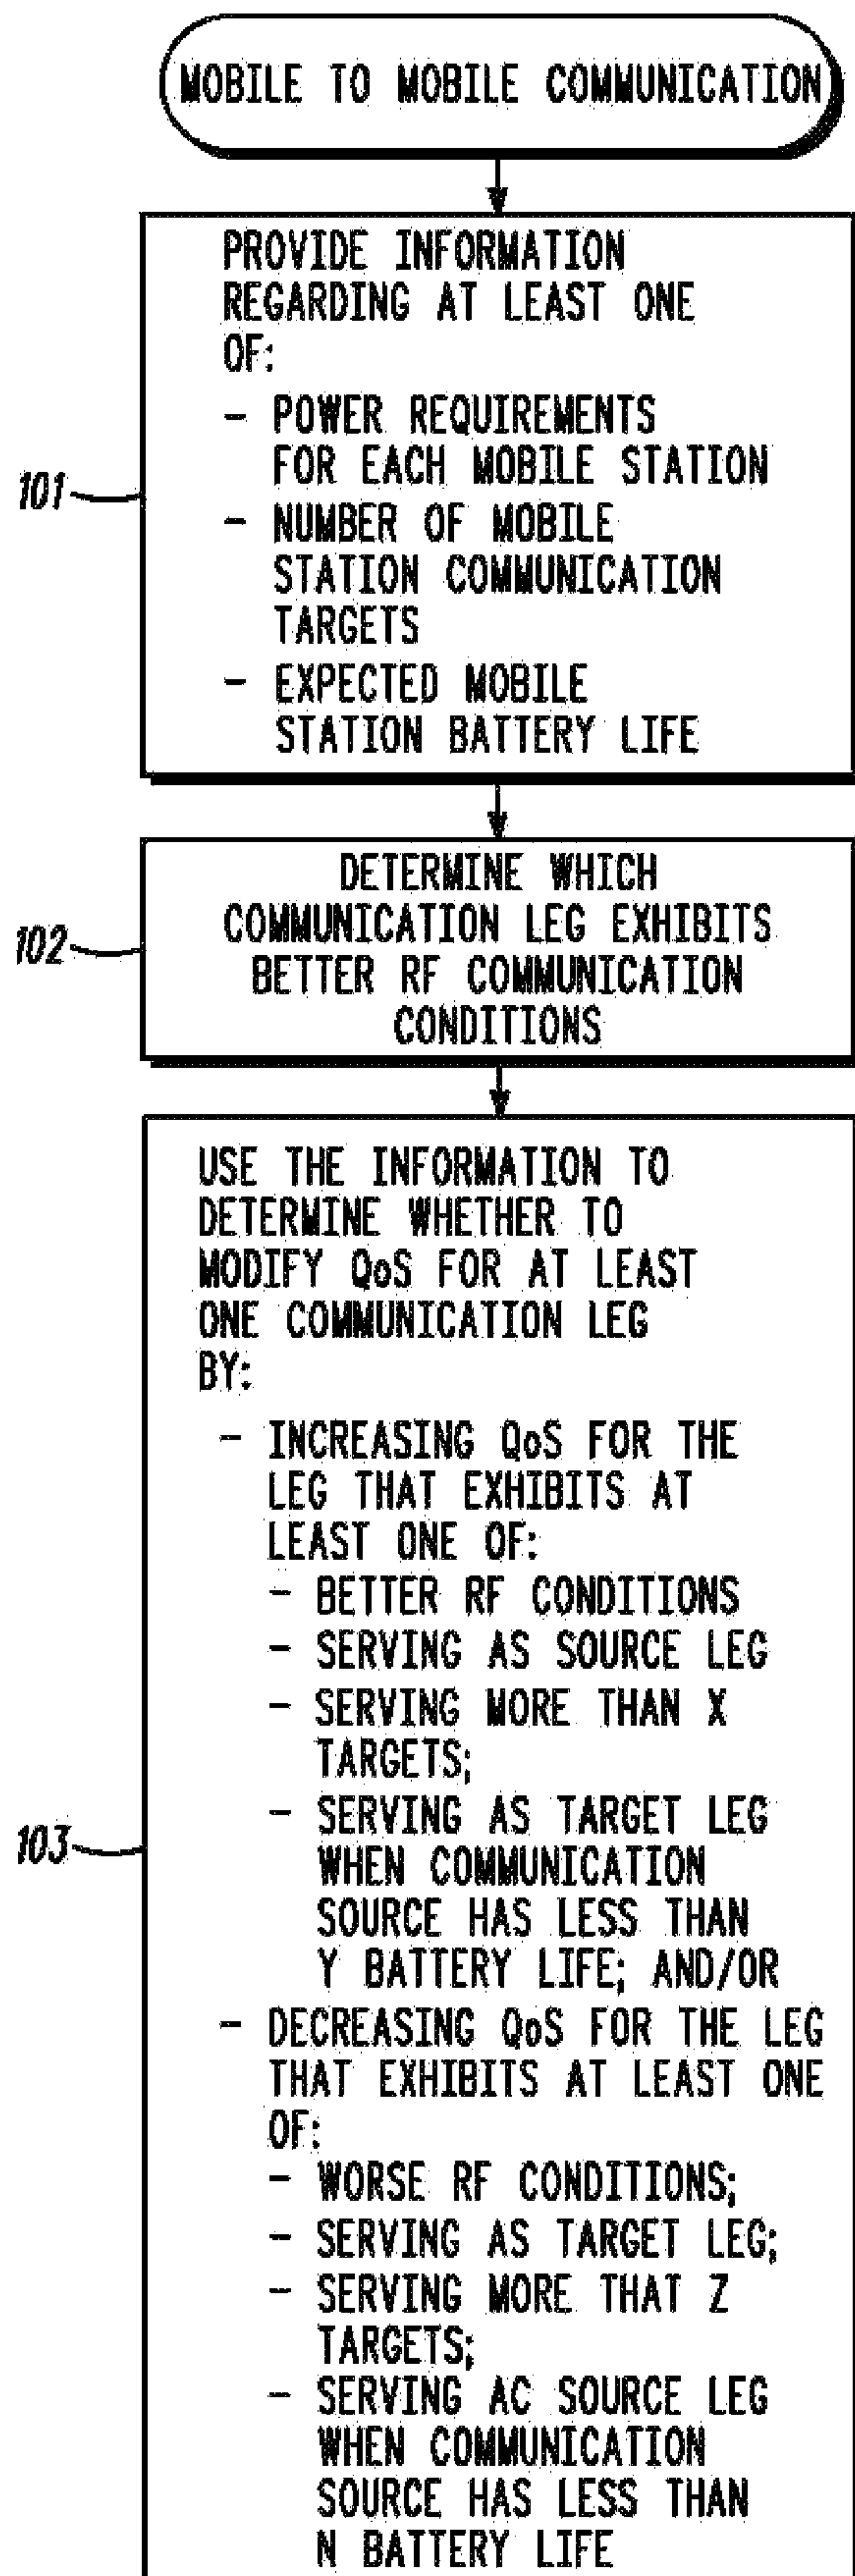 MOBILE TO MOBILE COMMUNICATION
PROVIDE INFORMATION
REGARDING AT LEAST ONE
OF:
- POWER REQUIREMENTS
FOR EACH MOBILE STATION
- NUMBER OF MOBILE
STATION COMMUNICATION
TARGETS
- EXPECTED MOBILE
STATION BATTERY LIFE
101
DETERMINE WHICH
COMMUNICATION LEG EXHIBITS
BETTER RF COMMUNICATION
CONDITIONS
102
USE THE INFORMATION TO
DETERMINE WHETHER TO
MODIFY QoS FOR AT LEAST
ONE COMMUNICATION LEG
BY:
- INCREASING QoS FOR THE
LEG THAT EXHIBITS AT
LEAST ONE OF:
- BETTER RF CONDITIONS
- SERVING AS SOURCE LEG
- SERVING MORE THAN X
TARGETS;
- SERVING AS TARGET LEG
WHEN COMMUNICATION
SOURCE HAS LESS THAN
Y BATTERY LIFE; AND/OR
- DECREASING QoS FOR THE LEG
THAT EXHIBITS AT LEAST ONE
OF:
- WORSE RF CONDITIONS;
- SERVING AS TARGET LEG;
- SERVING MORE THAT Z
TARGETS;
- SERVING AC SOURCE LEG
WHEN COMMUNICATION
SOURCE HAS LESS THAN
N BATTERY LIFE
103